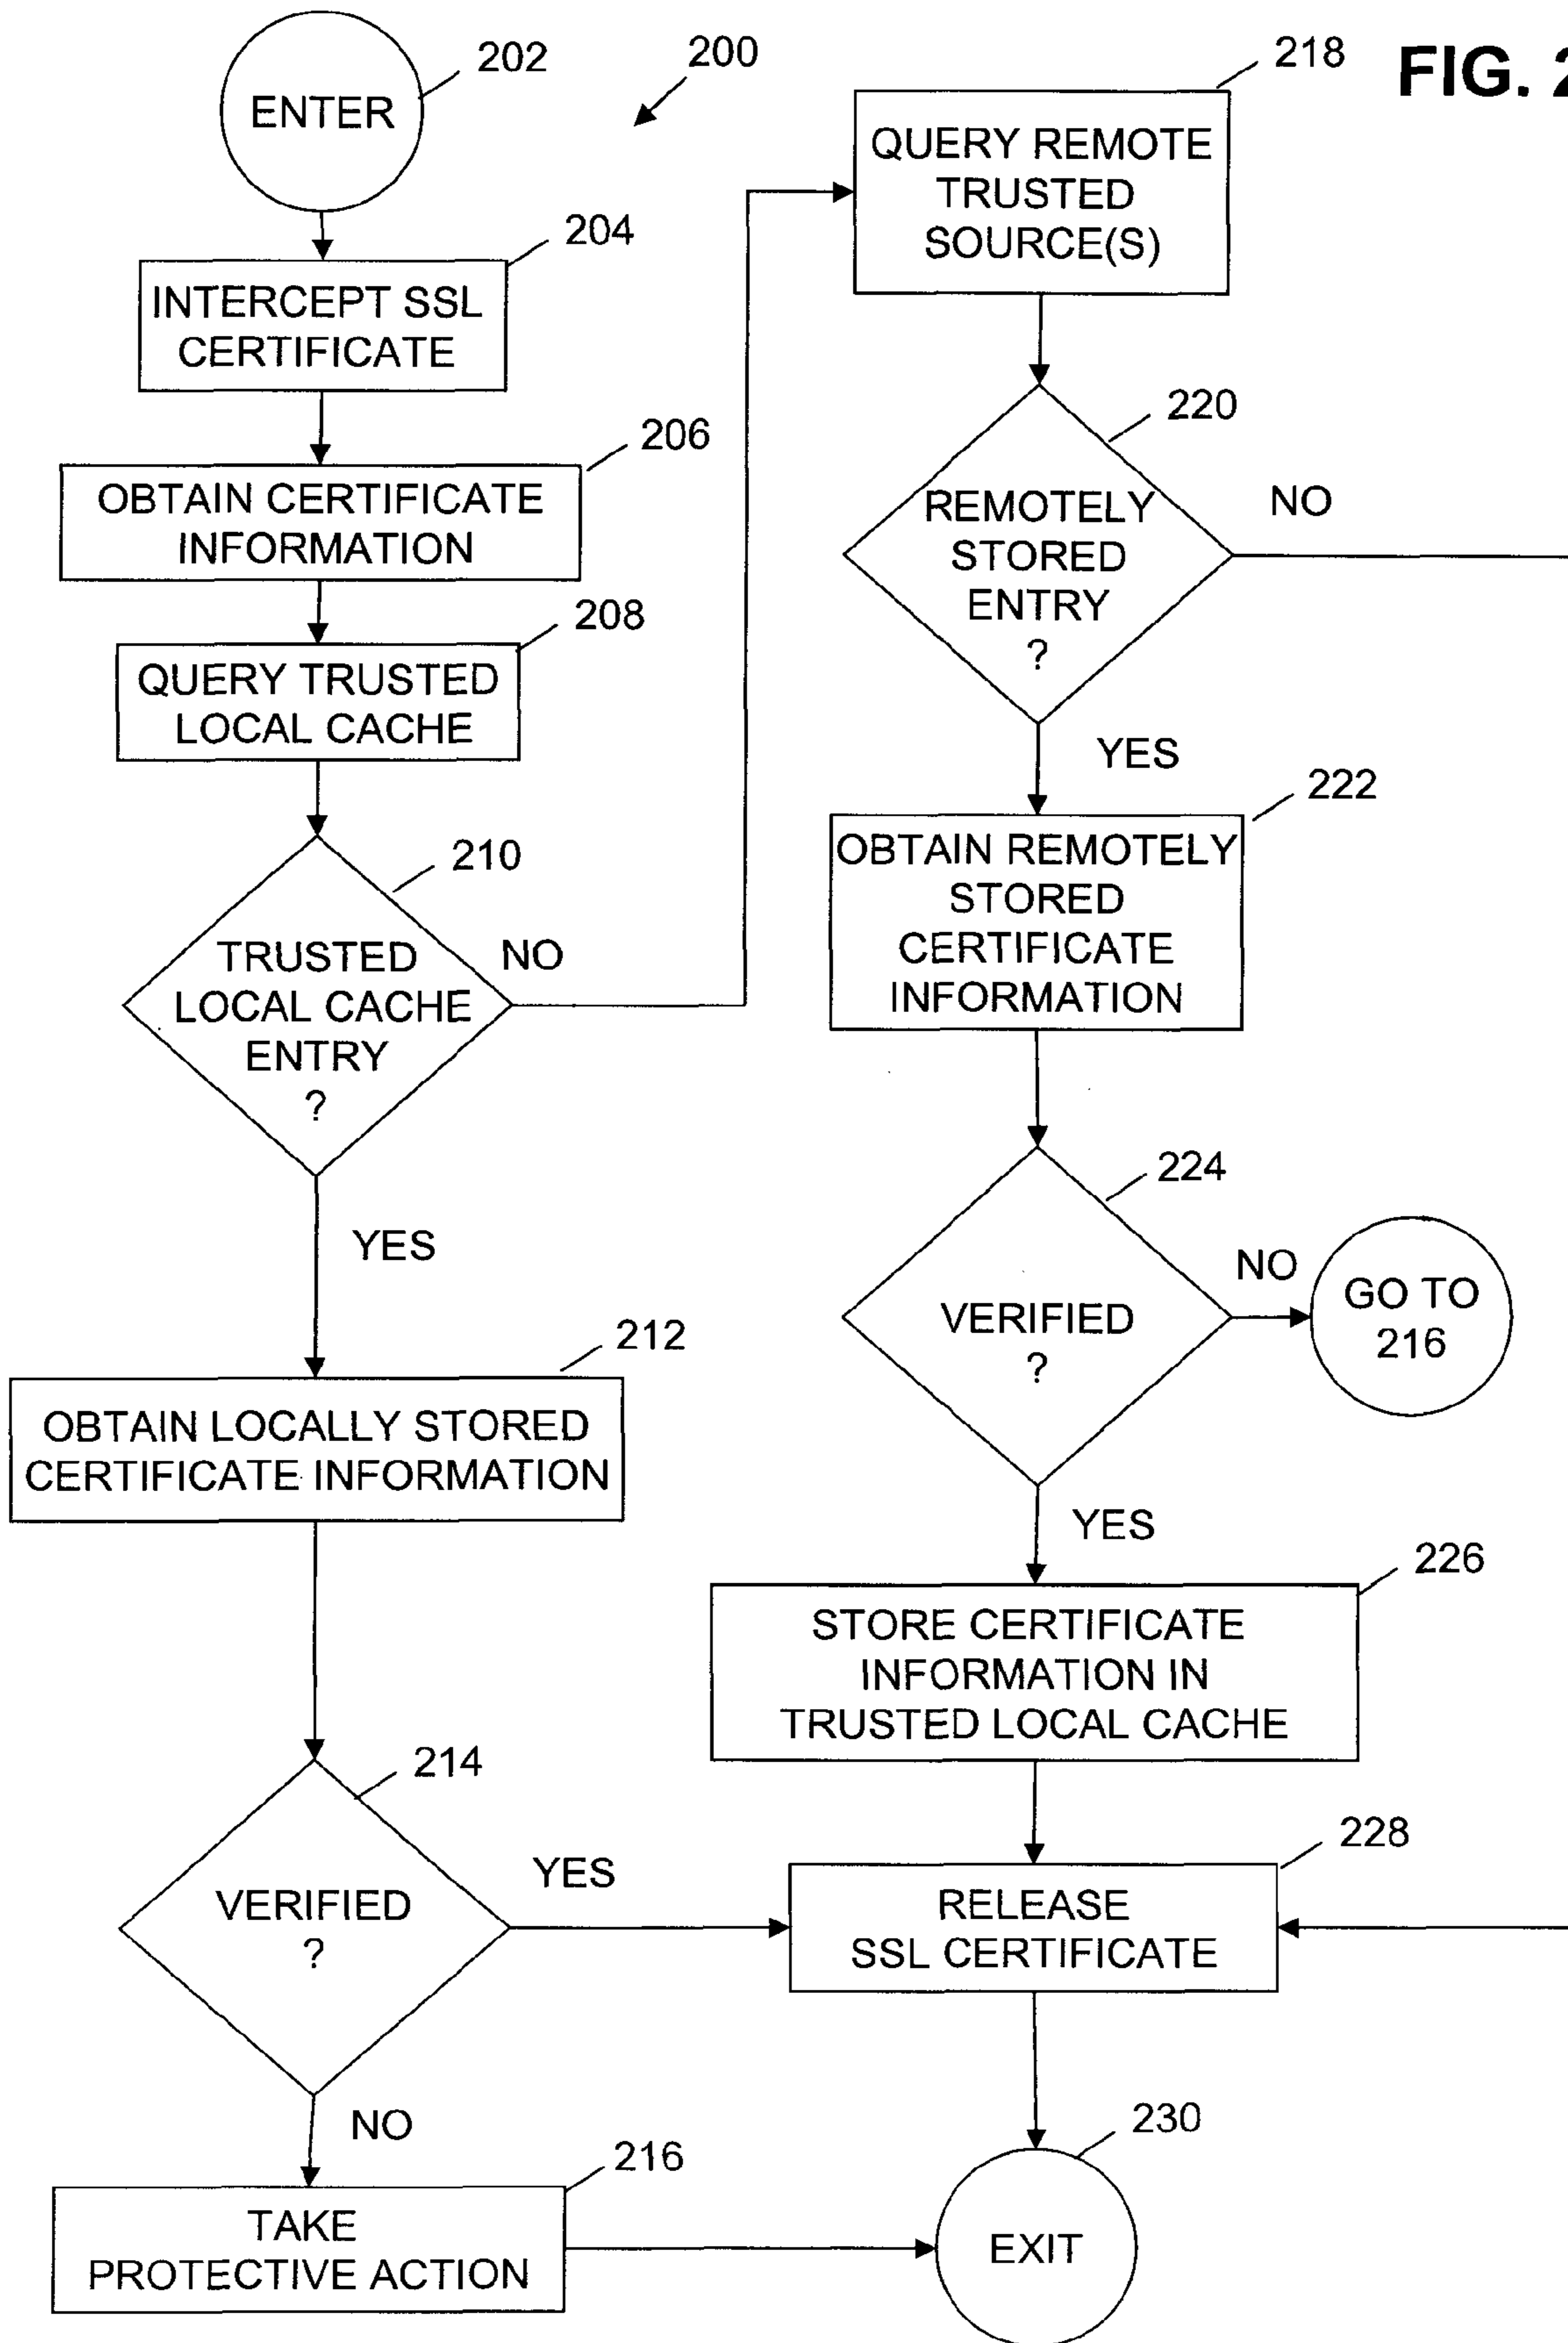 FIG. 2
200
202
ENTER
204
INTERCEPT SSL
CERTIFICATE
206
OBTAIN CERTIFICATE
INFORMATION
208
QUERY TRUSTED
LOCAL CACHE
210
TRUSTED
LOCAL CACHE
ENTRY
?
NO
YES
212
OBTAIN LOCALLY STORED
CERTIFICATE INFORMATION
214
VERIFIED
?
YES
NO
216
TAKE
PROTECTIVE ACTION
218
QUERY REMOTE
TRUSTED
SOURCE(S)
220
REMOTELY
STORED
ENTRY
?
NO
YES
222
OBTAIN REMOTELY
STORED
CERTIFICATE
INFORMATION
224
VERIFIED
?
NO
GO TO
216
YES
226
STORE CERTIFICATE
INFORMATION IN
TRUSTED LOCAL CACHE
228
RELEASE
SSL CERTIFICATE
230
EXIT